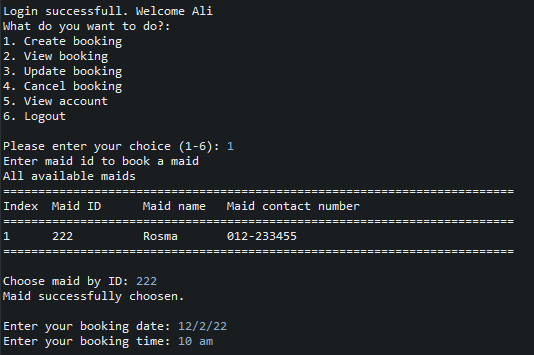 Login successfull. Welcome Ali
What do you want to do?:
1. Create booking
2. View booking
3. Update booking
4. Cancel booking
5. View account
6. Logout
Please enter your choice (1-6): 1
Enter maid id to book a maid
All available maids
=========================================================================
Index  Maid ID      Maid name   Maid contact number
=========================================================================
1      222          Rosma       012-233455
=========================================================================
Choose maid by ID: 222
Maid successfully choosen.
Enter your booking date: 12/2/22
Enter your booking time: 10 am